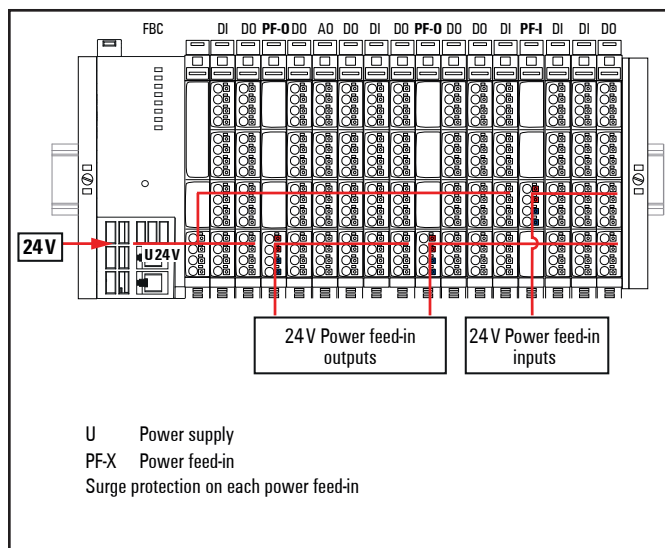 FBC DI DO PF-O DO AO DO DI DO PF-O DO DO DI PF-I DI DI DO
24 V
U 24 V
24 V Power feed-in
outputs
24 V Power feed-in
inputs
U Power supply
PF-X Power feed-in
Surge protection on each power feed-in